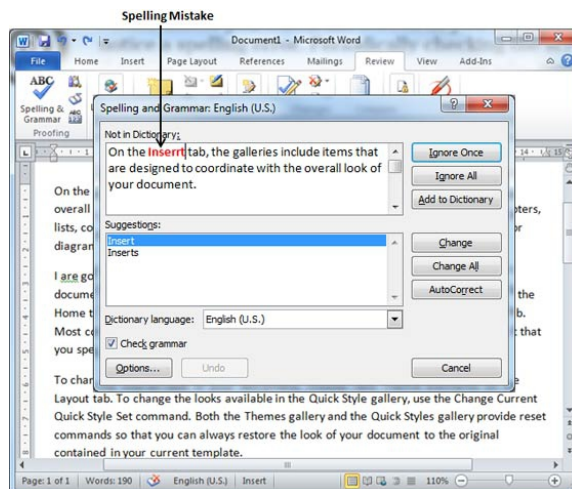 Spelling Mistake
Document1 - Microsoft Word
File Home Insert Page Layout References Mailings Review View Add-Ins
ABC
Spelling &
Grammar
Proofing
Spelling and Grammar: English (U.S.)
Not in Dictionary:
On the Inserrt tab, the galleries include items that
are designed to coordinate with the overall look of
your document.
Ignore Once
Ignore All
Add to Dictionary
Suggestions:
Insert
Inserts
Change
Change All
AutoCorrect
Dictionary language: English (U.S.)
Check grammar
Options... Undo Cancel
On the
overall
lists, co
diagran
I are go
docume
Home t
Most co
you spe
To char
Layout tab. To change the looks available in the Quick Style gallery, use the Change Current
Quick Style Set command. Both the Themes gallery and the Quick Styles gallery provide reset
commands so that you can always restore the look of your document to the original
contained in your current template.
Page: 1 of 1 Words: 190 English (U.S.) Insert 110%